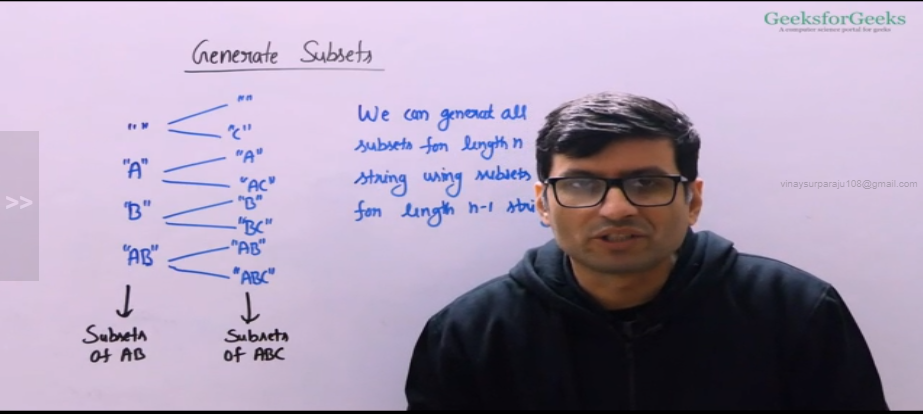 GeeksforGeeks
A computer science portal for geeks
Generate Subsets
" "
"A"
"B"
"AB"
""
"C"
"A"
"AC"
"B"
"BC"
"AB"
"ABC"
Subsets
of AB
Subsets
of ABC
We can generat all
subsets for length n
string using subsets
for length n-1
>>
vinaysurparaju108@gmail.com